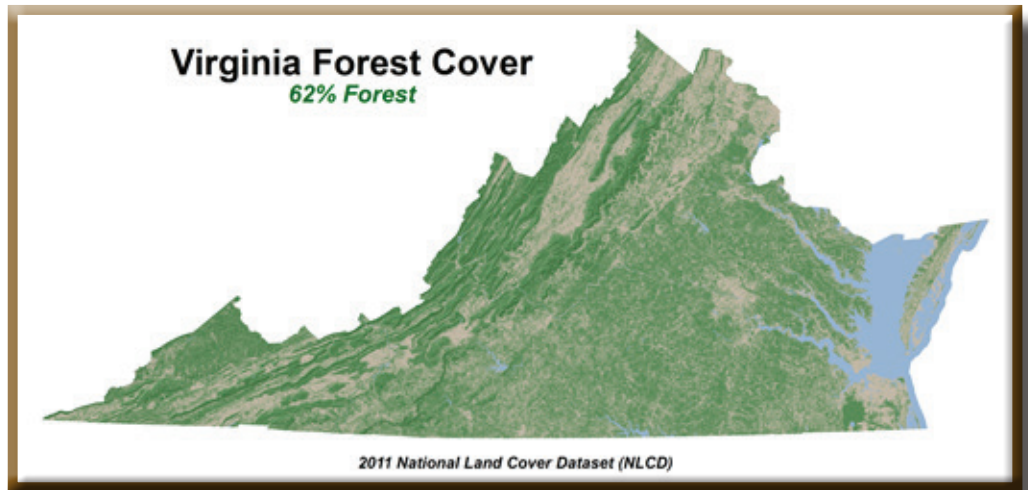 Virginia Forest Cover
62% Forest
2011 National Land Cover Dataset (NLCD)